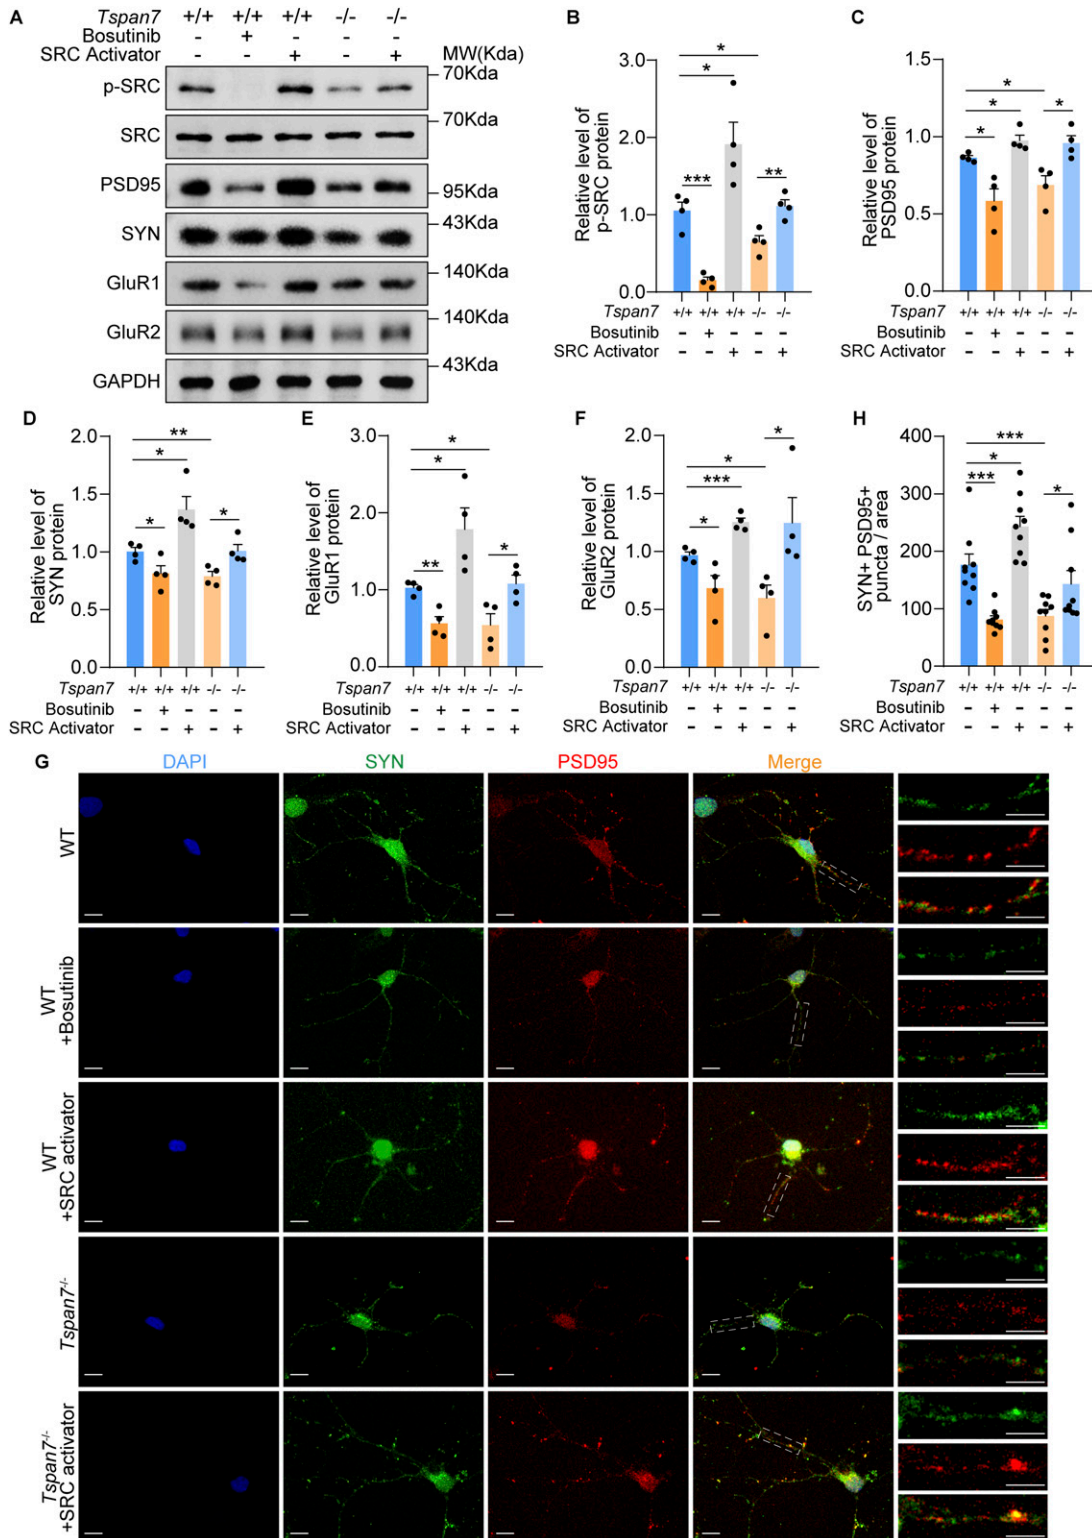 A
Tspan7 +/+ +/+ +/+ -/- -/-
Bosutinib - + - - -
SRC Activator - - + - + MW(Kda)
p-SRC 70Kda
SRC 70Kda
PSD95 95Kda
SYN 43Kda
GluR1 140Kda
GluR2 140Kda
GAPDH 43Kda
B
Relative level of
p-SRC protein
3.0
2.0
1.0
0.0
* * *** **
Tspan7 +/+ +/+ +/+ -/- -/-
Bosutinib - + - - -
SRC Activator - - + - +
C
Relative level of
PSD95 protein
1.5
1.0
0.5
0.0
* * * *
Tspan7 +/+ +/+ +/+ -/- -/-
Bosutinib - + - - -
SRC Activator - - + - +
D
Relative level of
SYN protein
2.0
1.5
1.0
0.5
0.0
** * * *
Tspan7 +/+ +/+ +/+ -/- -/-
Bosutinib - + - - -
SRC Activator - - + - +
E
Relative level of
GluR1 protein
3.0
2.0
1.0
0.0
* * ** *
Tspan7 +/+ +/+ +/+ -/- -/-
Bosutinib - + - - -
SRC Activator - - + - +
F
Relative level of
GluR2 protein
2.0
1.5
1.0
0.5
0.0
* * *** *
Tspan7 +/+ +/+ +/+ -/- -/-
Bosutinib - + - - -
SRC Activator - - + - +
H
SYN+ PSD95+
puncta / area
400
300
200
100
0
*** * *** *
Tspan7 +/+ +/+ +/+ -/- -/-
Bosutinib - + - - -
SRC Activator - - + - +
G
DAPI SYN PSD95 Merge
WT
WT
+Bosutinib
WT
+SRC activator
Tspan7-/-
Tspan7-/-
+SRC activator